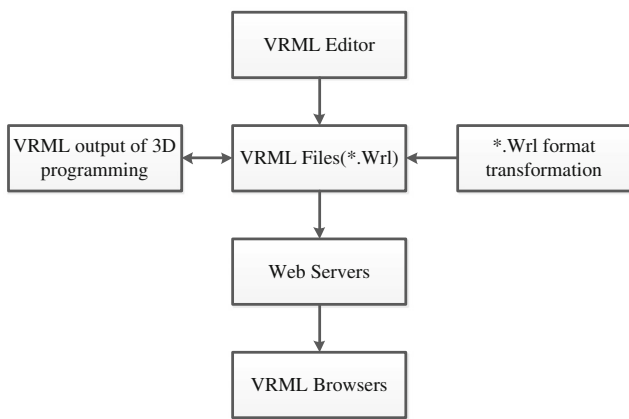 VRML Editor
VRML output of 3D
programming
VRML Files(*.Wrl)
*.Wrl format
transformation
Web Servers
VRML Browsers